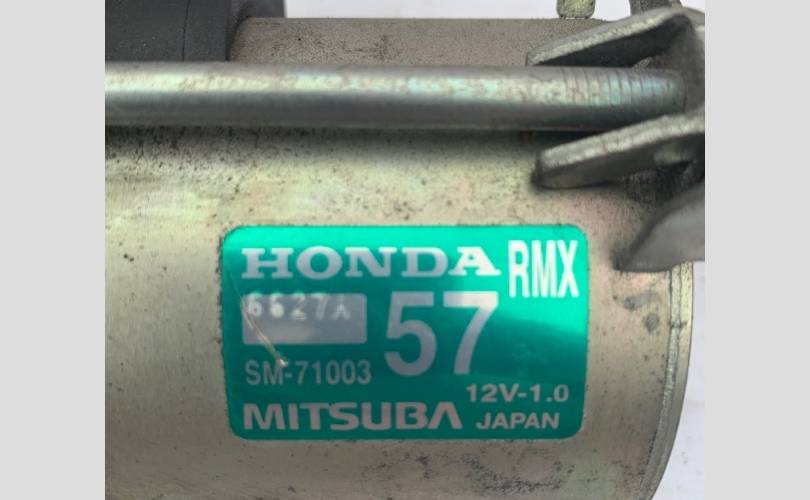 HONDA RMX
6627A
57
SM-71003
12V-1.0
MITSUBA JAPAN